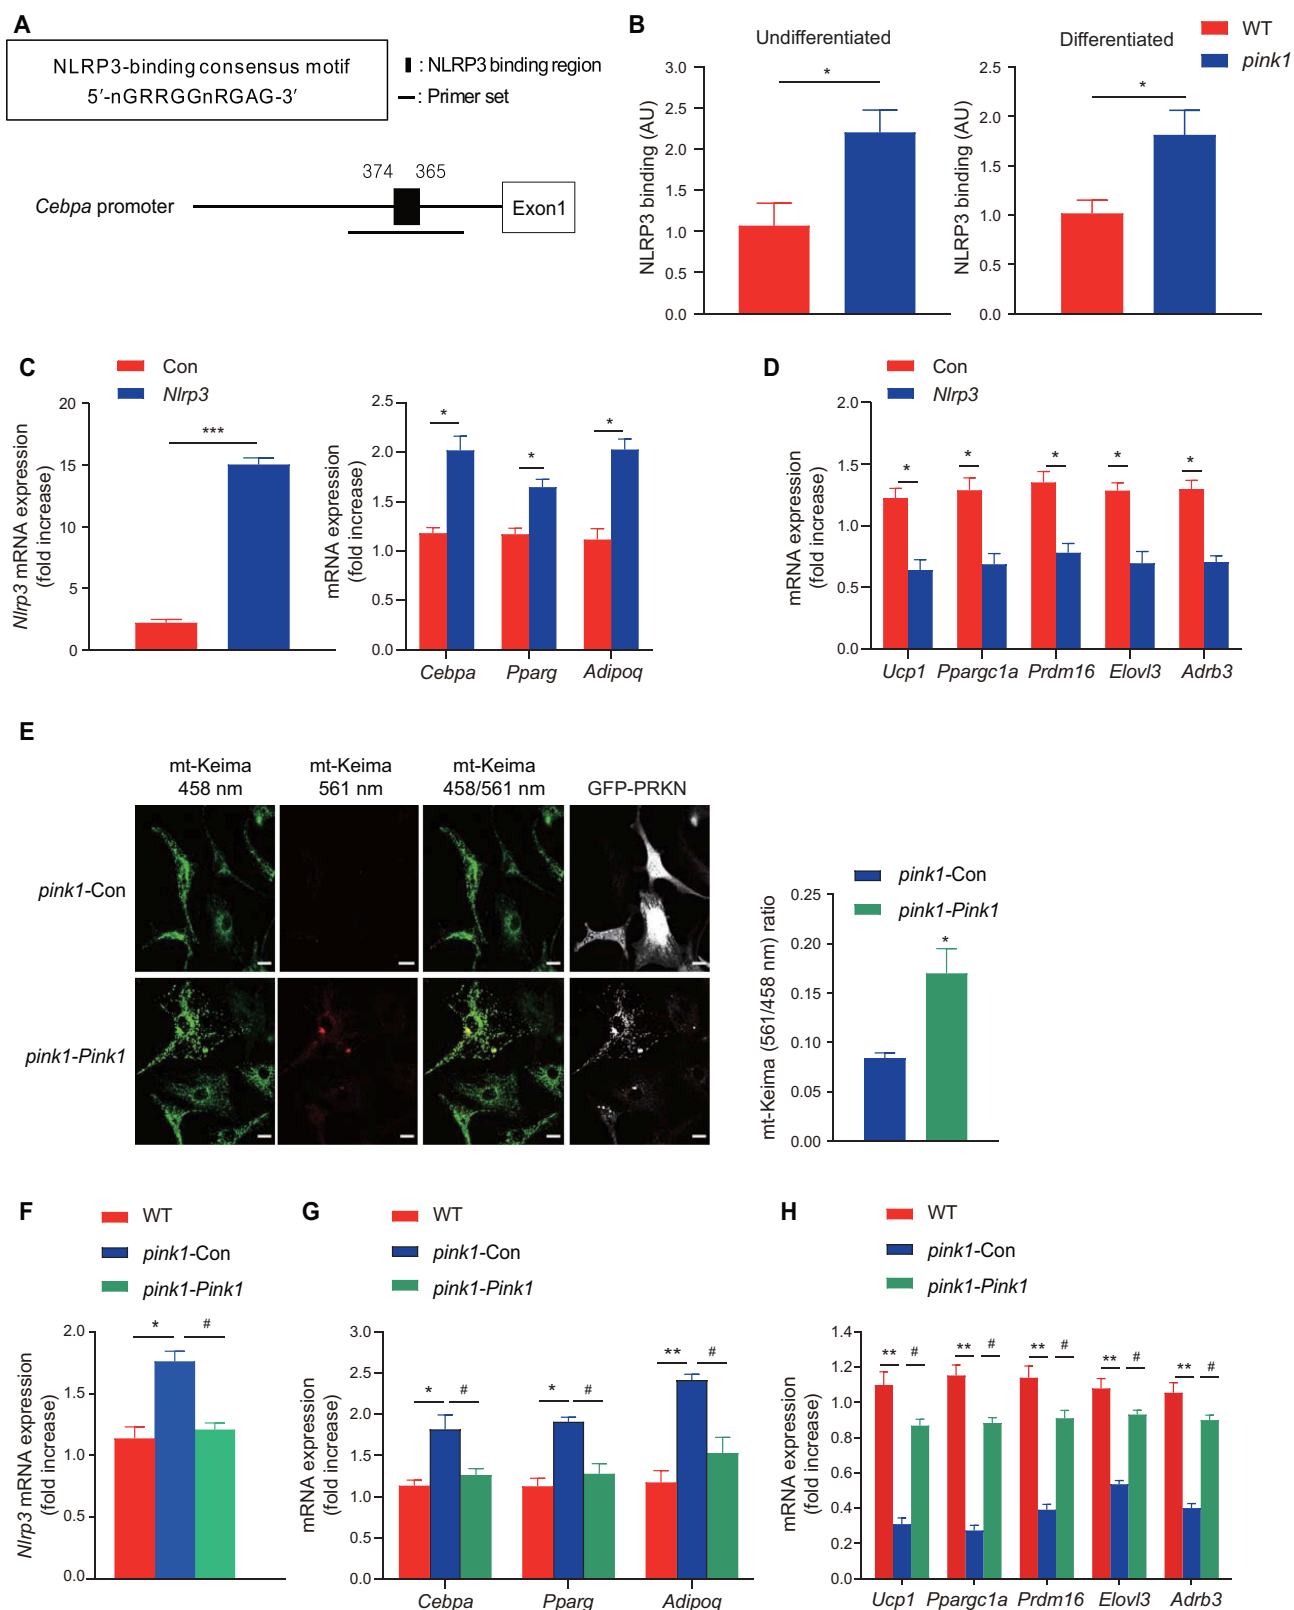 A
NLRP3-binding consensus motif
5′-nGRRGGnRGAG-3′
: NLRP3 binding region
: Primer set
374 365
Cebpa promoter
Exon1
B
Undifferentiated
Differentiated
WT
pink1
NLRP3 binding (AU)
3.0
2.5
2.0
1.5
1.0
0.5
0.0
*
NLRP3 binding (AU)
2.5
2.0
1.5
1.0
0.5
0.0
*
C
Con
Nlrp3
Nlrp3 mRNA expression
(fold increase)
20
15
10
5
0
***
mRNA expression
(fold increase)
2.5
2.0
1.5
1.0
0.5
0.0
* * *
Cebpa Pparg Adipoq
D
Con
Nlrp3
mRNA expression
(fold increase)
2.0
1.5
1.0
0.5
0.0
* * * * *
Ucp1 Ppargc1a Prdm16 Elovl3 Adrb3
E
mt-Keima
458 nm
mt-Keima
561 nm
mt-Keima
458/561 nm
GFP-PRKN
pink1-Con
pink1-Pink1
pink1-Con
pink1-Pink1
mt-Keima (561/458 nm) ratio
0.25
0.20
0.15
0.10
0.05
0.00
*
F
WT
pink1-Con
pink1-Pink1
Nlrp3 mRNA expression
(fold increase)
2.0
1.5
1.0
0.5
0.0
* #
G
WT
pink1-Con
pink1-Pink1
mRNA expression
(fold increase)
3.0
2.5
2.0
1.5
1.0
0.5
0.0
* # * # ** #
Cebpa Pparg Adipoq
H
WT
pink1-Con
pink1-Pink1
mRNA expression
(fold increase)
1.4
1.2
1.0
0.8
0.6
0.4
0.2
0.0
** # ** # ** # ** # ** #
Ucp1 Ppargc1a Prdm16 Elovl3 Adrb3